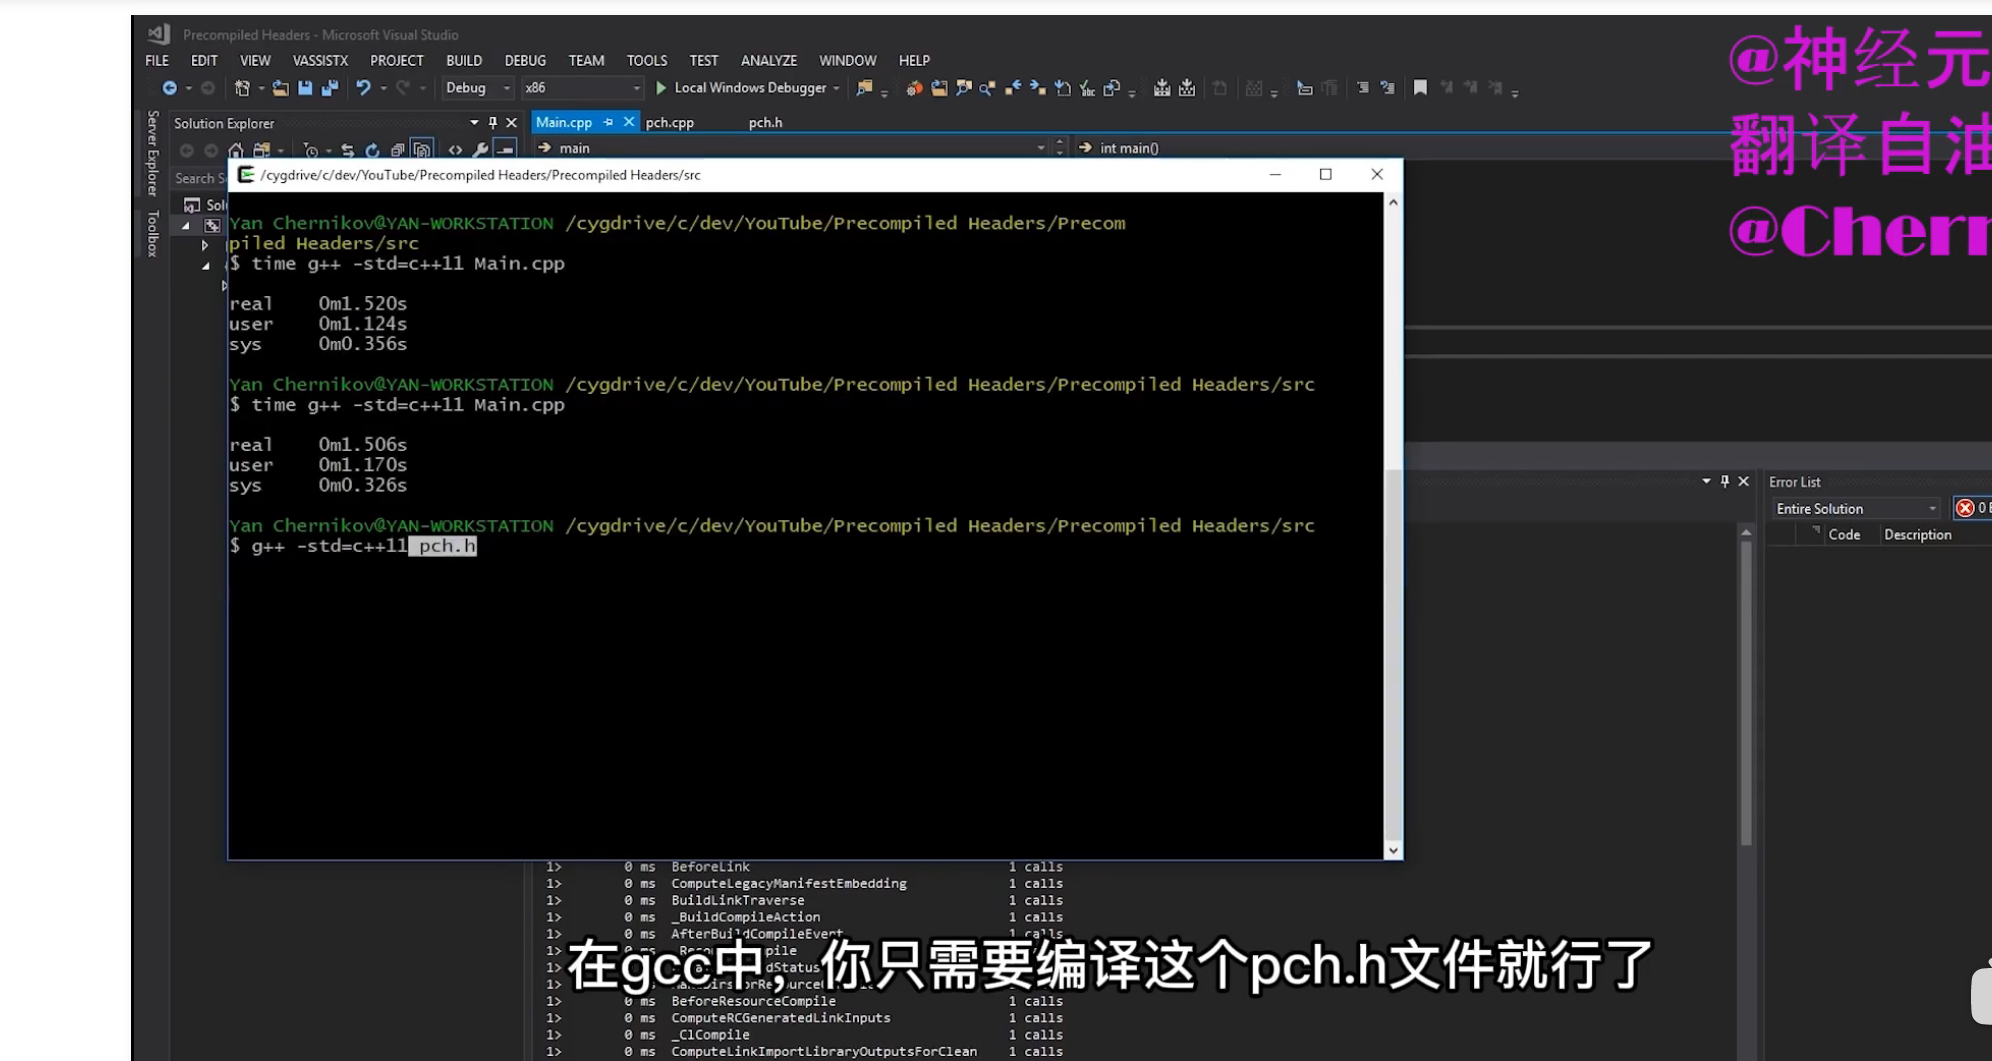 Precompiled Headers - Microsoft Visual Studio
FILE EDIT VIEW VASSISTX PROJECT BUILD DEBUG TEAM TOOLS TEST ANALYZE WINDOW HELP
Debug x86 Local Windows Debugger
@神经元
翻译自油
@Chern
Server Explorer
Toolbox
Solution Explorer
Main.cpp pch.cpp pch.h
main int main()
Search S
Solu
/cygdrive/c/dev/YouTube/Precompiled Headers/Precompiled Headers/src
Yan Chernikov@YAN-WORKSTATION /cygdrive/c/dev/YouTube/Precompiled Headers/Precom
piled Headers/src
$ time g++ -std=c++11 Main.cpp
real 0m1.520s
user 0m1.124s
sys 0m0.356s
Yan Chernikov@YAN-WORKSTATION /cygdrive/c/dev/YouTube/Precompiled Headers/Precompiled Headers/src
$ time g++ -std=c++11 Main.cpp
real 0m1.506s
user 0m1.170s
sys 0m0.326s
Yan Chernikov@YAN-WORKSTATION /cygdrive/c/dev/YouTube/Precompiled Headers/Precompiled Headers/src
$ g++ -std=c++11 pch.h
Error List
Entire Solution 0 E
Code Description
1> 0 ms BeforeLink 1 calls
1> 0 ms ComputeLegacyManifestEmbedding 1 calls
1> 0 ms BuildLinkTraverse 1 calls
1> 0 ms _BuildCompileAction 1 calls
1> 0 ms AfterBuildCompileEvent 1 calls
1> 0 ms
1>
1>
在gcc中，你只需要编译这个pch.h文件就行了
1> 0 ms BeforeResourceCompile 1 calls
1> 0 ms ComputeRCGeneratedLinkInputs 1 calls
1> 0 ms _ClCompile 1 calls
1> 0 ms ComputeLinkImportLibraryOutputsForClean 1 calls